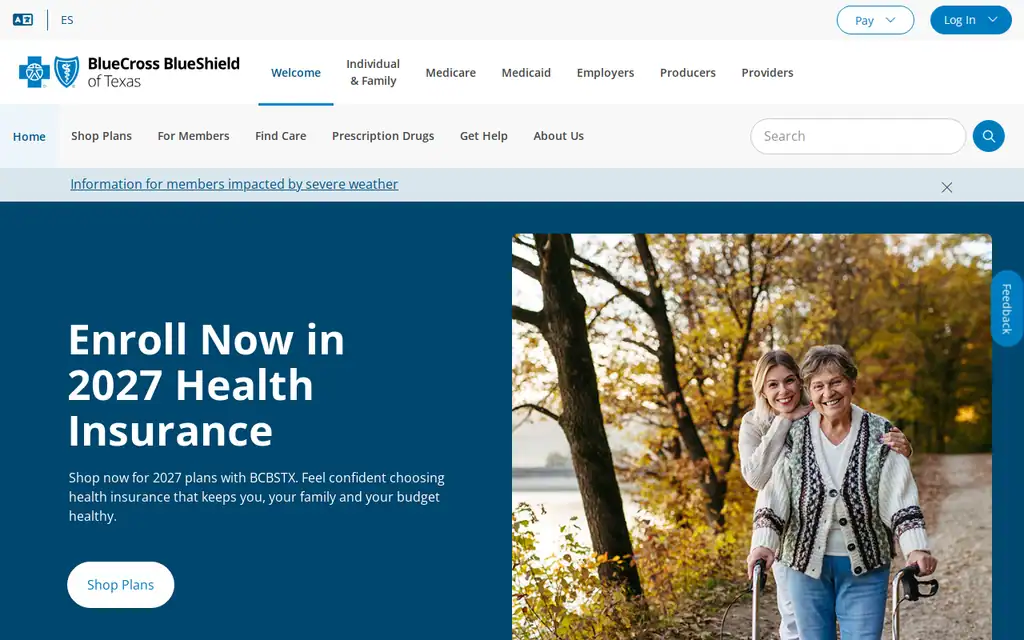 ES
Pay
Log In
BlueCross BlueShield
of Texas
Welcome
Individual
& Family
Medicare
Medicaid
Employers
Producers
Providers
Home
Shop Plans
For Members
Find Care
Prescription Drugs
Get Help
About Us
Search
Information for members impacted by severe weather
Feedback
Enroll Now in
2027 Health
Insurance
Shop now for 2027 plans with BCBSTX. Feel confident choosing
health insurance that keeps you, your family and your budget
healthy.
Shop Plans